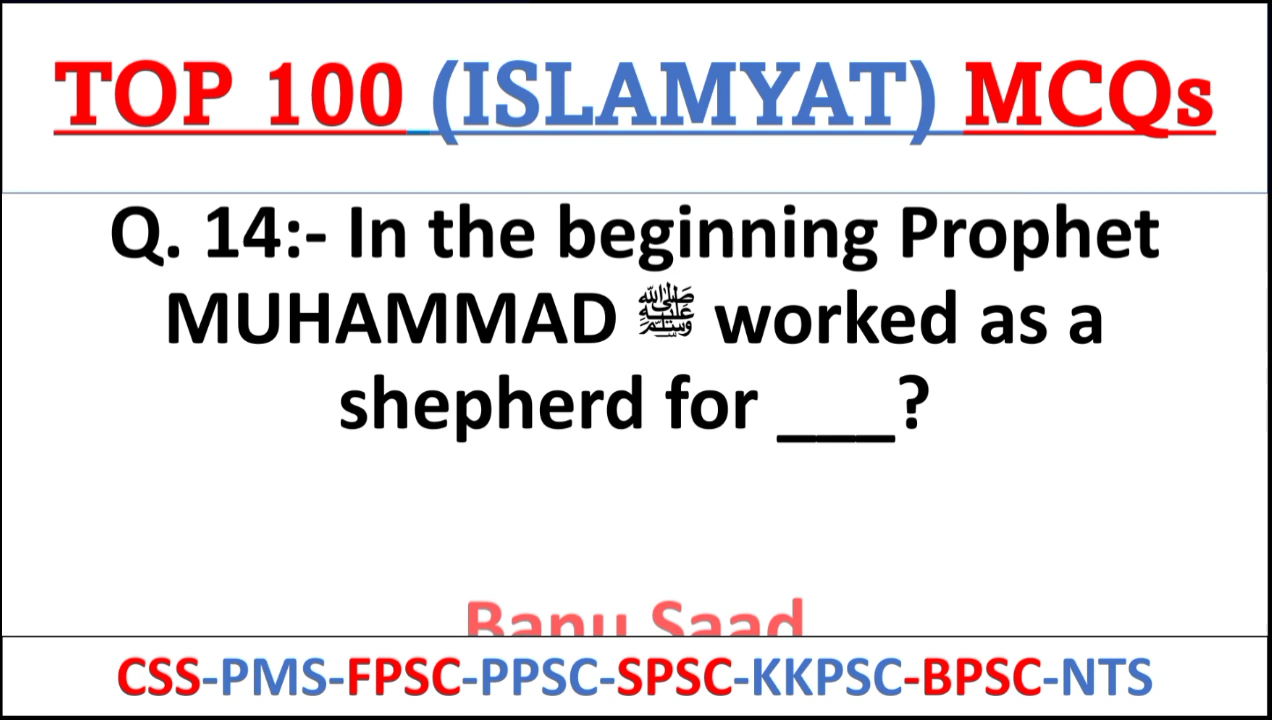 TOP 100 (ISLAMYAT) MCQs
Q. 14:- In the beginning Prophet
MUHAMMAD ﷺ worked as a
shepherd for ___?
Banu Saad
CSS-PMS-FPSC-PPSC-SPSC-KKPSC-BPSC-NTS